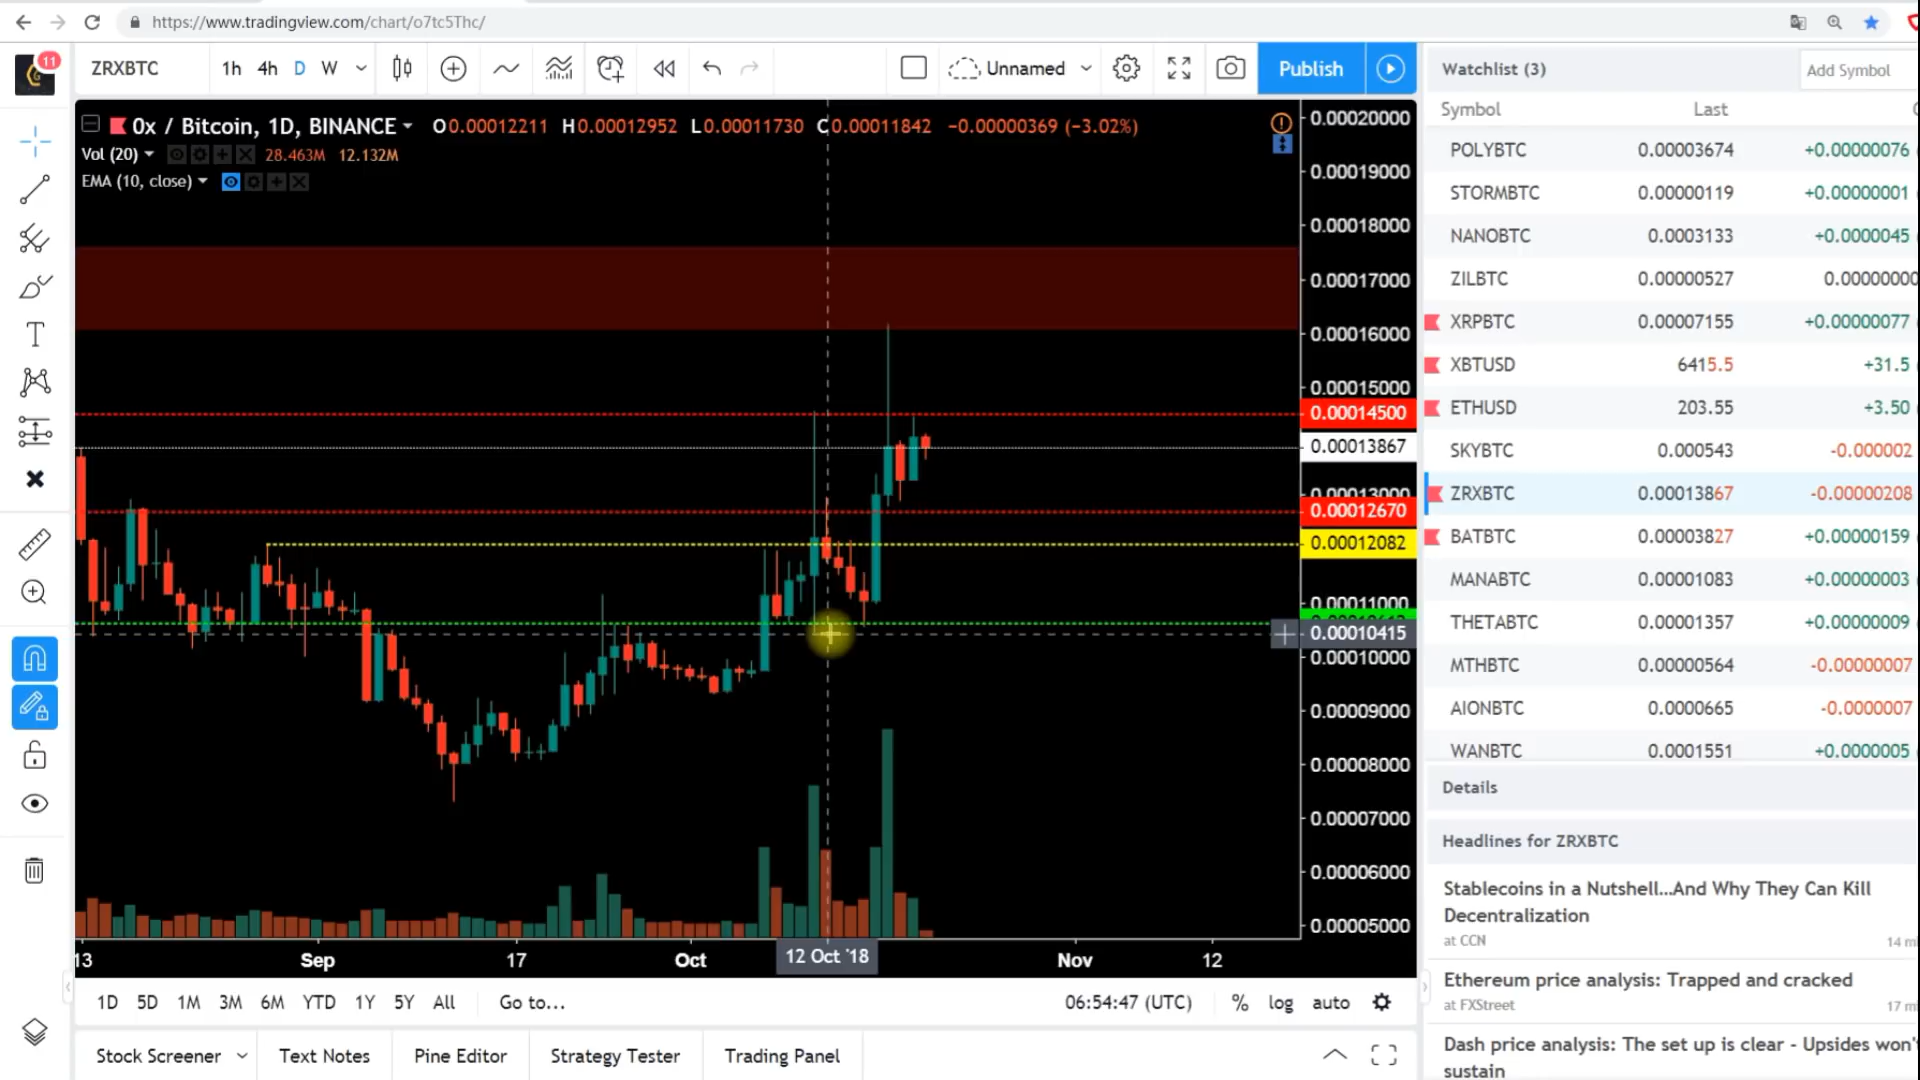 https://www.tradingview.com/chart/o7tc5Thc/
11
ZRXBTC 1h 4h D W Unnamed Publish
Watchlist (3) Add Symbol
Symbol Last
0x / Bitcoin, 1D, BINANCE O0.00012211 H0.00012952 L0.00011730 C0.00011842 −0.00000369 (−3.02%)
Vol (20) 28.463M 12.132M
EMA (10, close)
0.00020000
0.00019000
0.00018000
0.00017000
0.00016000
0.00015000
0.00014500
0.00013867
0.00013000
0.00012670
0.00012082
0.00011000
0.00010415
0.00010000
0.00009000
0.00008000
0.00007000
0.00006000
0.00005000
13 Sep 17 Oct 12 Oct '18 Nov 12
1D 5D 1M 3M 6M YTD 1Y 5Y All Go to... 06:54:47 (UTC) % log auto
Stock Screener Text Notes Pine Editor Strategy Tester Trading Panel
POLYBTC 0.00003674 +0.00000076
STORMBTC 0.00000119 +0.00000001
NANOBTC 0.0003133 +0.0000045
ZILBTC 0.00000527 0.00000000
XRPBTC 0.00007155 +0.00000077
XBTUSD 6415.5 +31.5
ETHUSD 203.55 +3.50
SKYBTC 0.000543 -0.000002
ZRXBTC 0.00013867 -0.00000208
BATBTC 0.00003827 +0.00000159
MANABTC 0.00001083 +0.00000003
THETABTC 0.00001357 +0.00000009
MTHBTC 0.00000564 -0.00000007
AIONBTC 0.0000665 -0.0000007
WANBTC 0.0001551 +0.0000005
Details
Headlines for ZRXBTC
Stablecoins in a Nutshell...And Why They Can Kill
Decentralization
at CCN 14 mi
Ethereum price analysis: Trapped and cracked
at FXStreet 17 mi
Dash price analysis: The set up is clear - Upsides won'
sustain